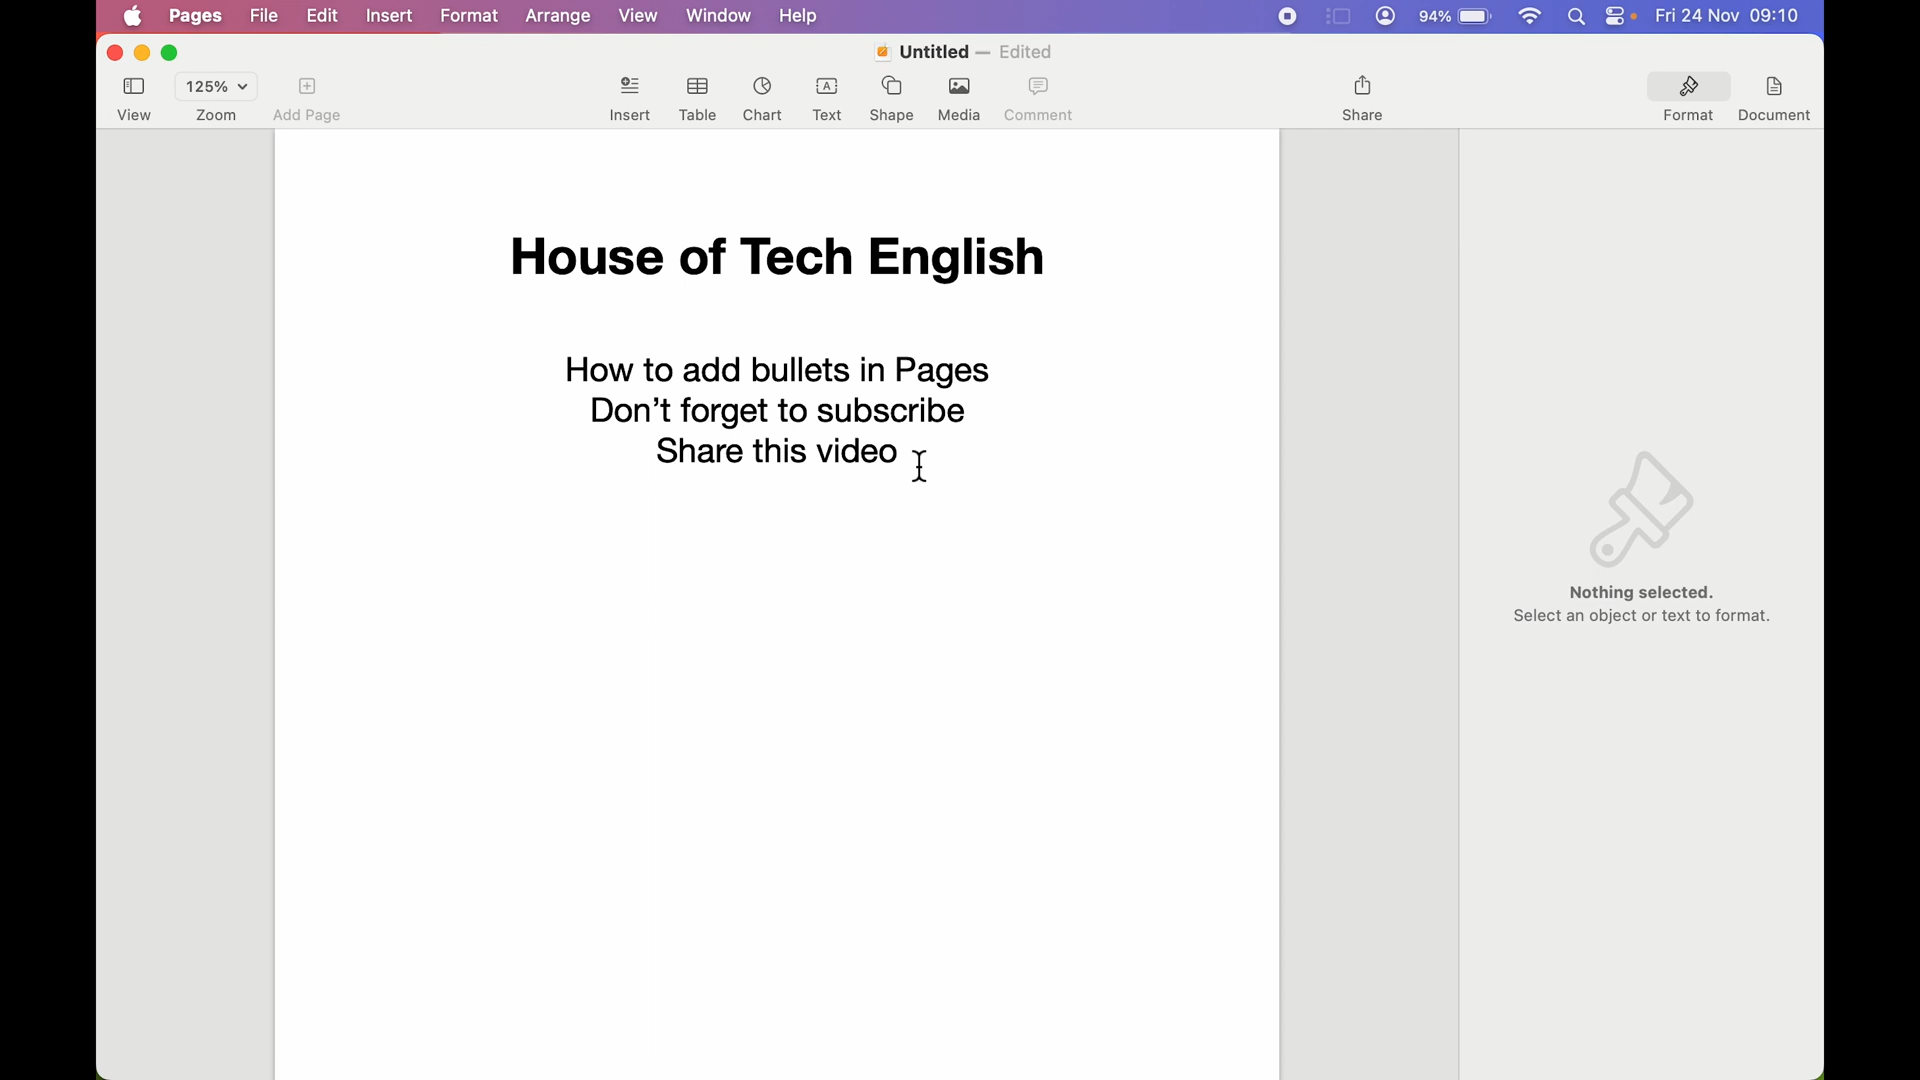 Pages File Edit Insert Format Arrange View Window Help 94% Fri 24 Nov 09:10
Untitled — Edited
125%
View Zoom Add Page Insert Table Chart Text Shape Media Comment Share Format Document
House of Tech English
How to add bullets in Pages
Don’t forget to subscribe
Share this video
Nothing selected.
Select an object or text to format.